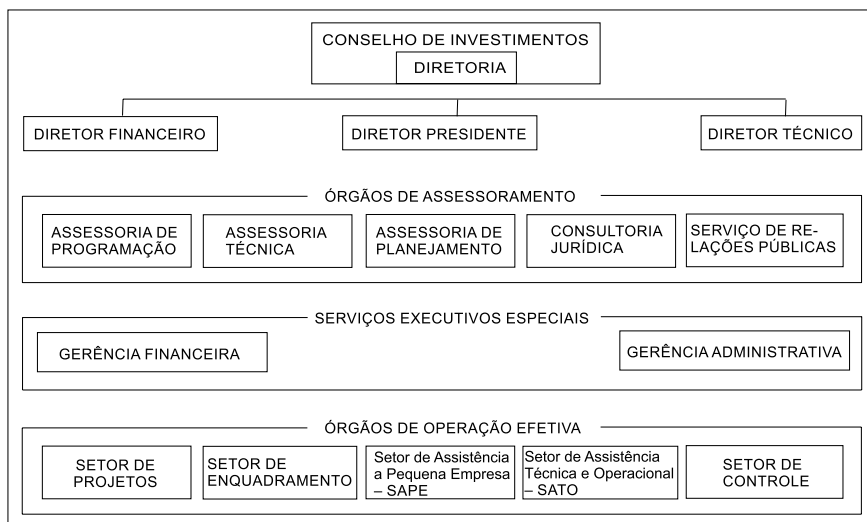 CONSELHO DE INVESTIMENTOS
DIRETORIA
DIRETOR FINANCEIRO
DIRETOR PRESIDENTE
DIRETOR TÉCNICO
ÓRGÃOS DE ASSESSORAMENTO
ASSESSORIA DE
PROGRAMAÇÃO
ASSESSORIA
TÉCNICA
ASSESSORIA DE
PLANEJAMENTO
CONSULTORIA
JURÍDICA
SERVIÇO DE RE-
LAÇÕES PÚBLICAS
SERVIÇOS EXECUTIVOS ESPECIAIS
GERÊNCIA FINANCEIRA
GERÊNCIA ADMINISTRATIVA
ÓRGÃOS DE OPERAÇÃO EFETIVA
SETOR DE
PROJETOS
SETOR DE
ENQUADRAMENTO
Setor de Assistência
a Pequena Empresa
– SAPE
Setor de Assistência
Técnica e Operacional
– SATO
SETOR DE
CONTROLE